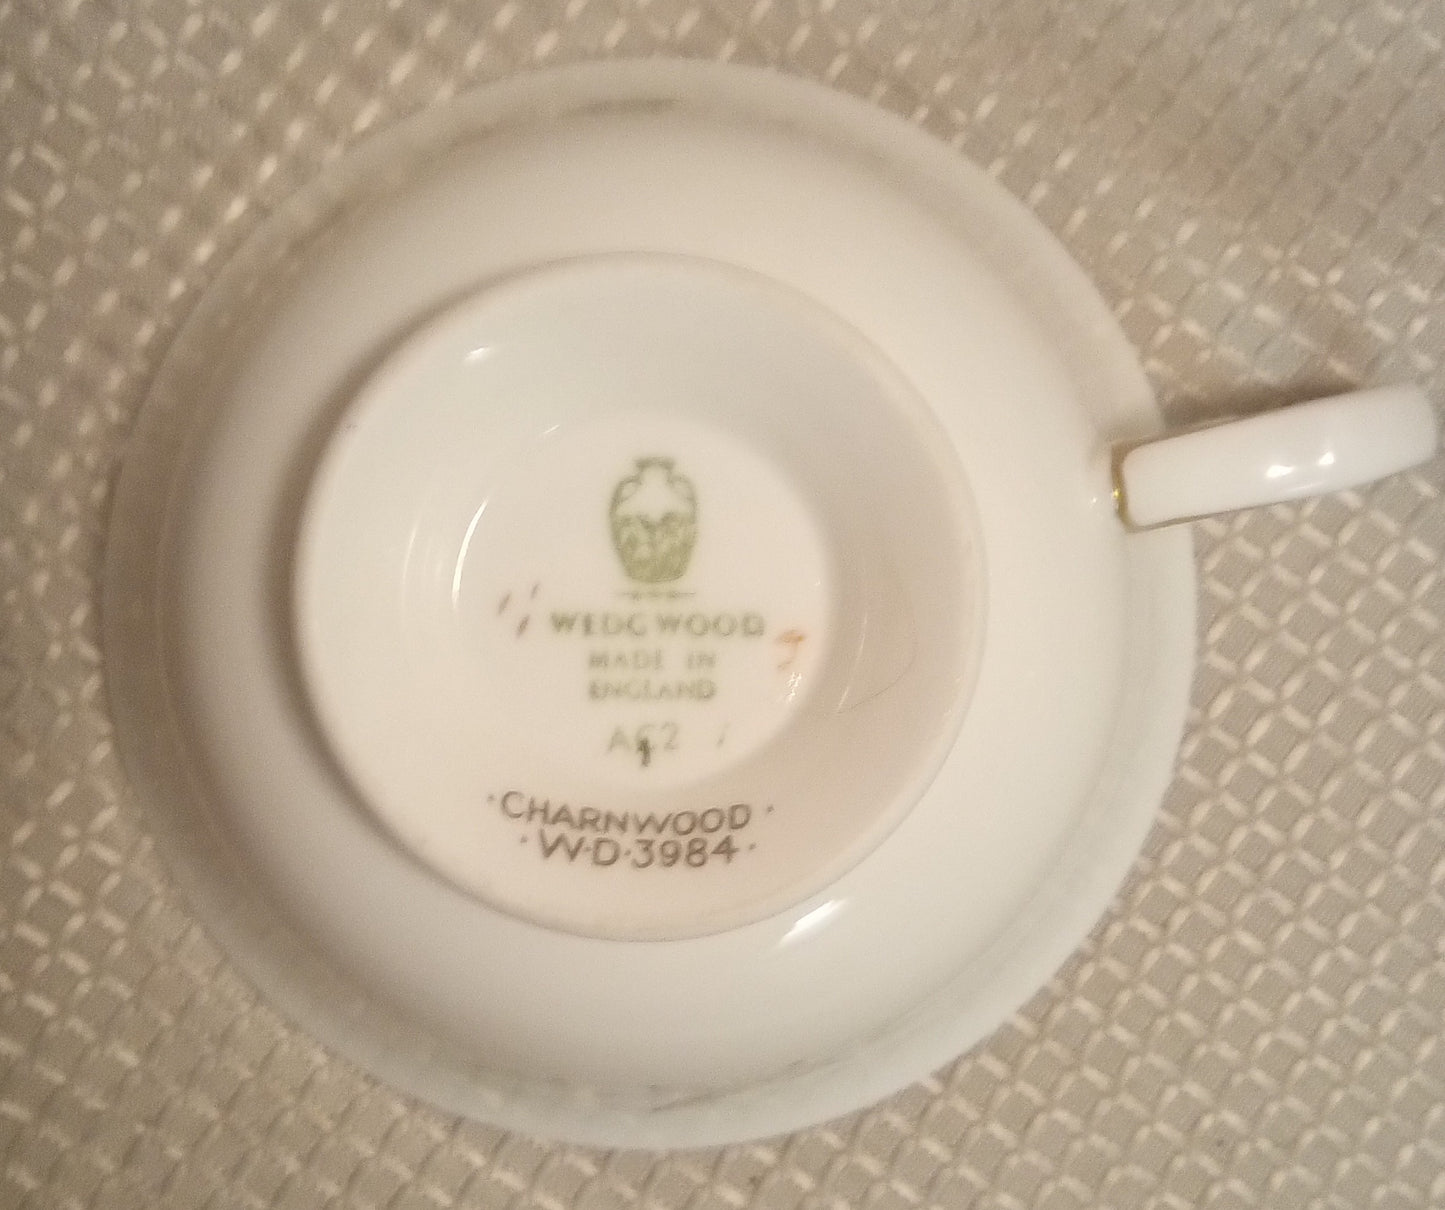 WEDGWOOD
MADE IN
ENGLAND
·CHARNWOOD·
·W·D·3984·